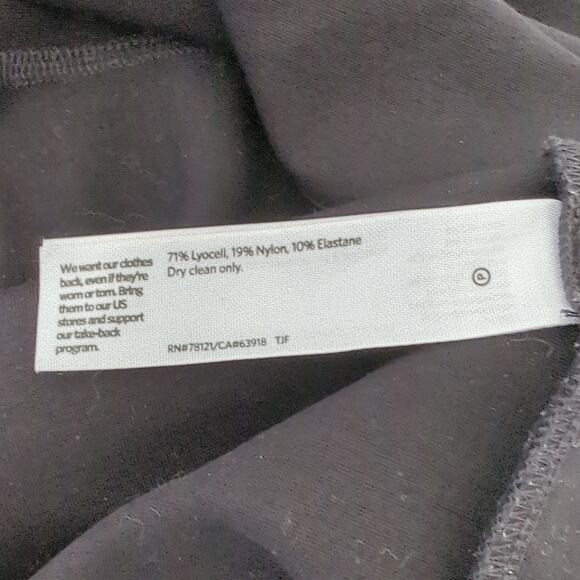 We want our clothes
back, even if they're
worn or torn. Bring
them to our US
stores and support
our take-back
program.
71% Lyocell, 19% Nylon, 10% Elastane
Dry clean only.
RN#78121/CA#63918 TJF
P